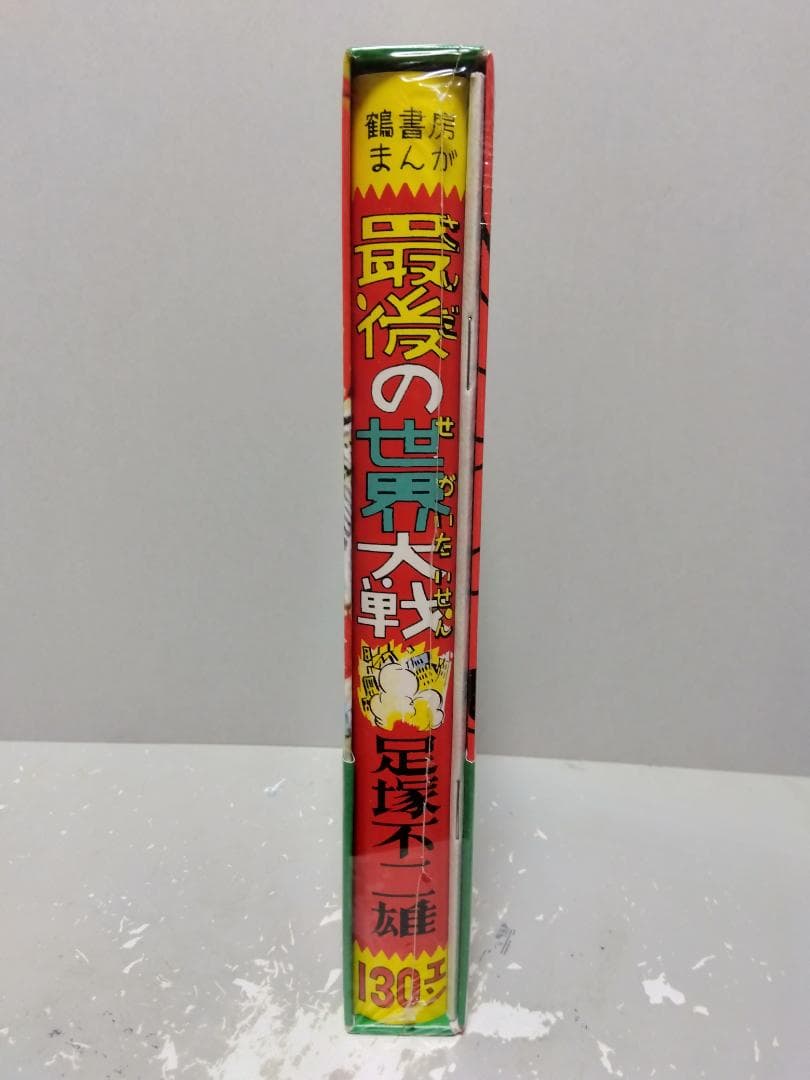 鶴書房
まんが
最後の世界大戦
さいご
せかいたいせん
足塚不二雄
130エン